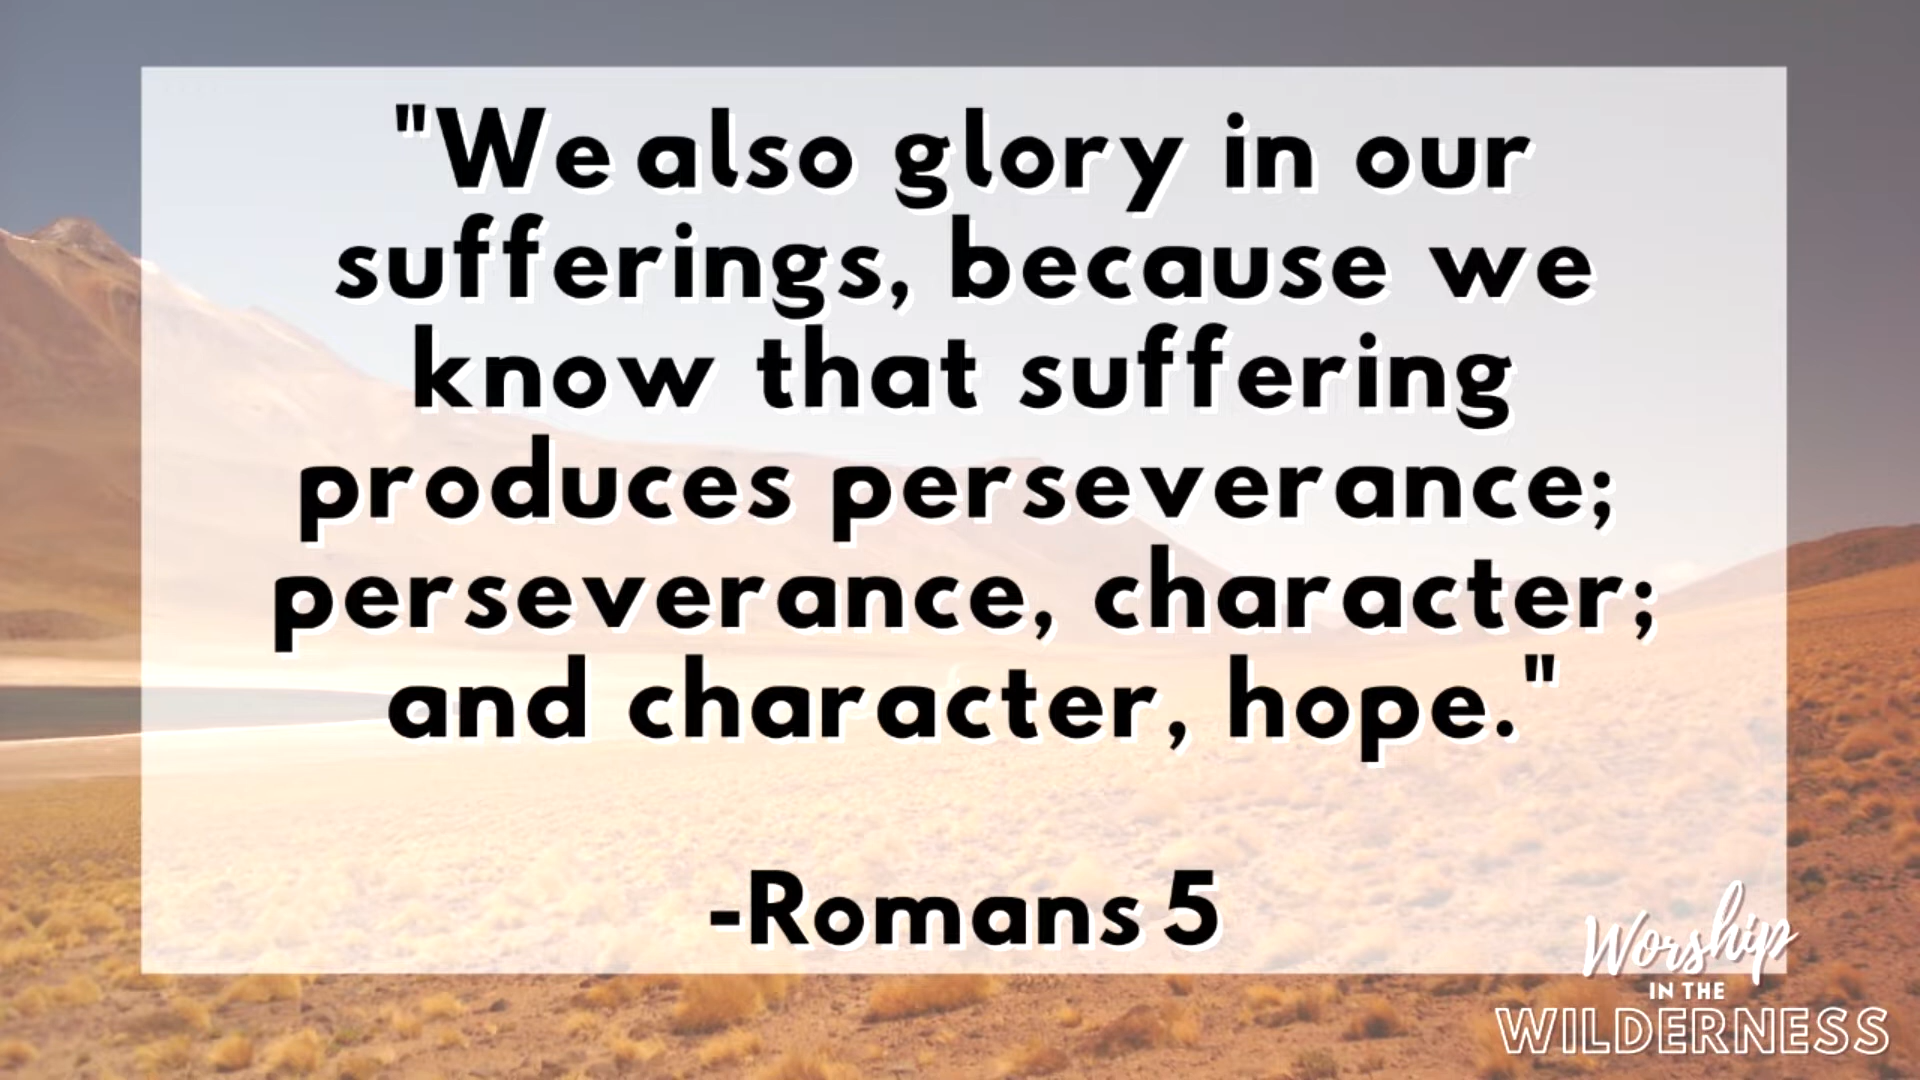 "We also glory in our
sufferings, because we
know that suffering
produces perseverance;
perseverance, character;
and character, hope."
-Romans 5
Worship
IN THE
WILDERNESS